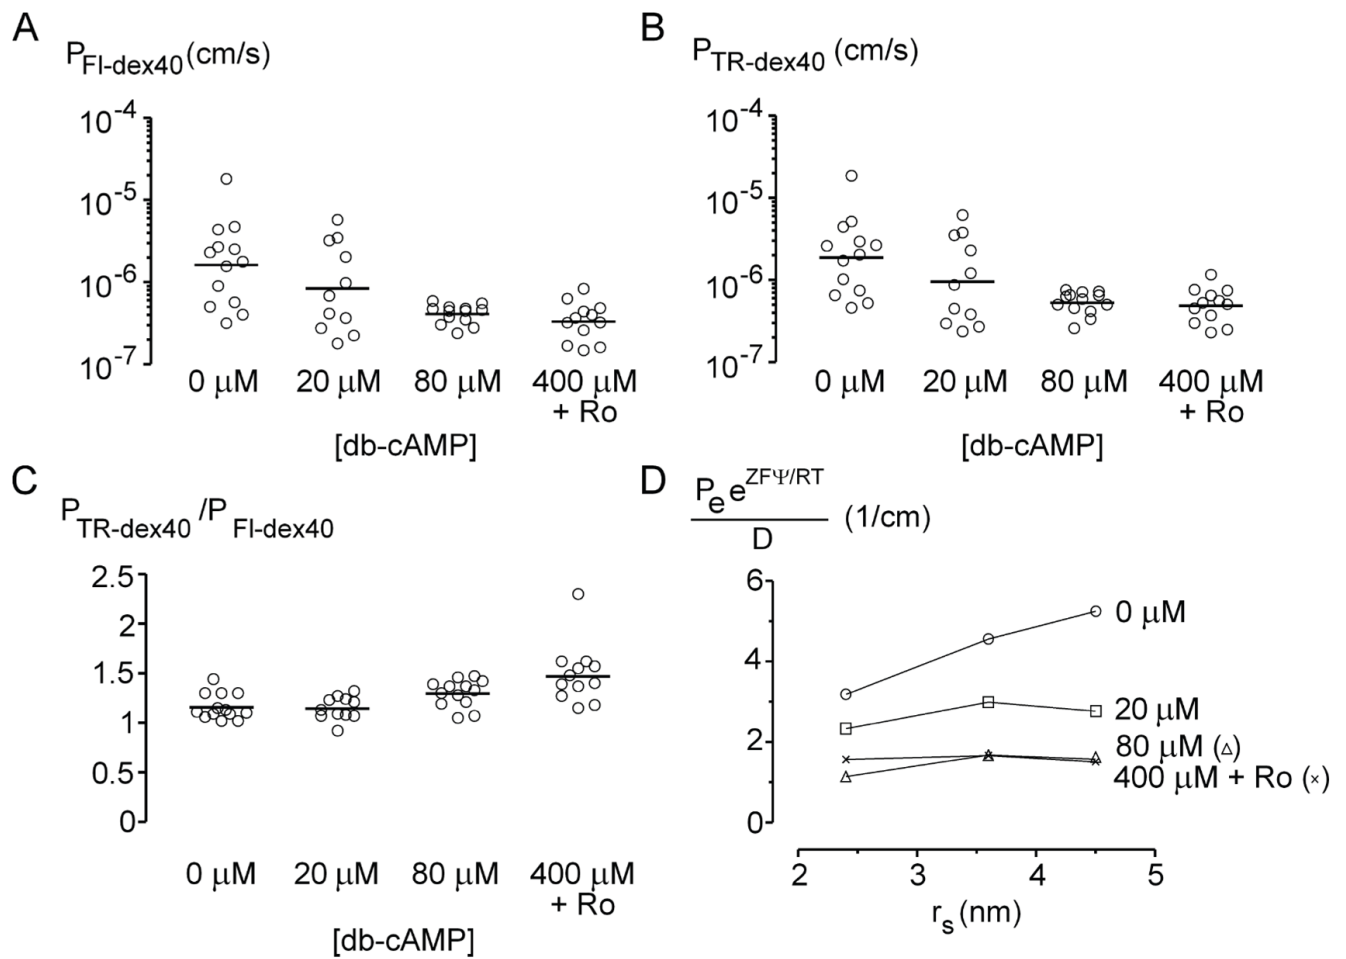 A
P Fl-dex40 (cm/s)
10-4
10-5
10-6
10-7
0 μM 20 μM 80 μM 400 μM
+ Ro
[db-cAMP]
B
P TR-dex40 (cm/s)
10-4
10-5
10-6
10-7
0 μM 20 μM 80 μM 400 μM
+ Ro
[db-cAMP]
C
P TR-dex40 /P Fl-dex40
2.5
2
1.5
1
0.5
0
0 μM 20 μM 80 μM 400 μM
+ Ro
[db-cAMP]
D
Pe eZFΨ/RT
D
(1/cm)
6
4
2
0
0 μM
20 μM
80 μM (△)
400 μM + Ro (×)
2 3 4 5
rs (nm)